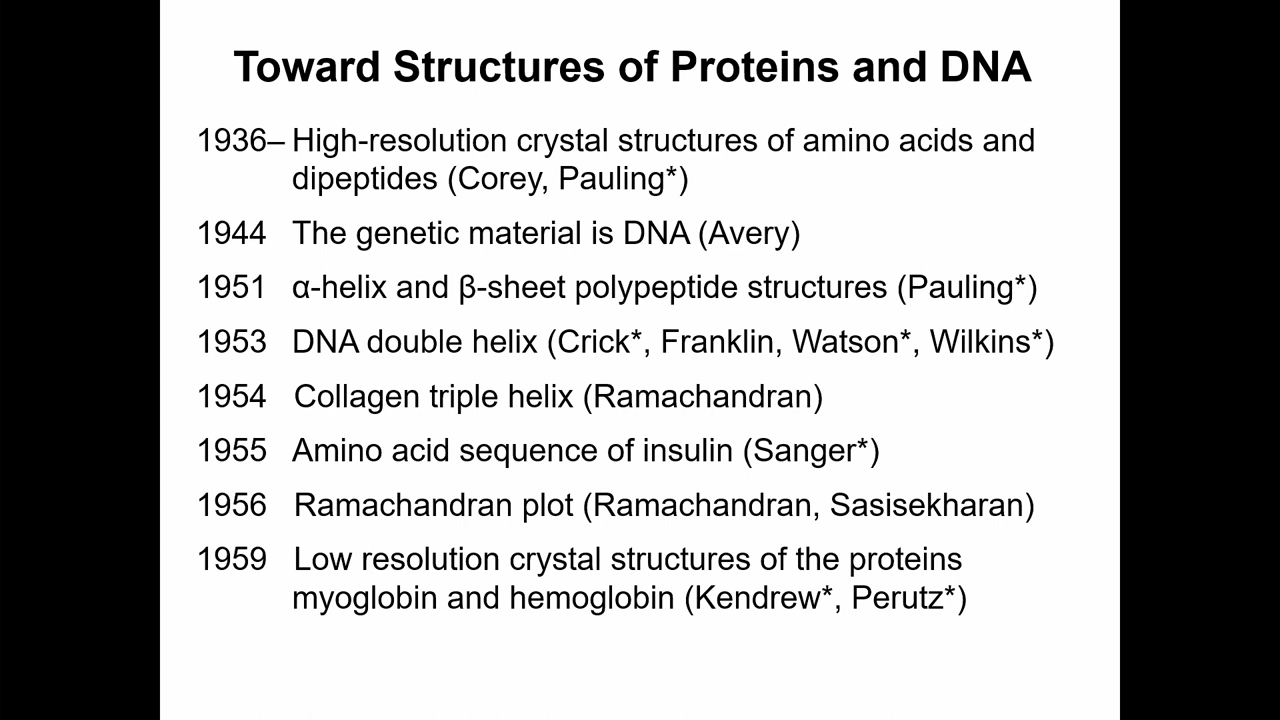 Toward Structures of Proteins and DNA
1936– High-resolution crystal structures of amino acids and
dipeptides (Corey, Pauling*)
1944 The genetic material is DNA (Avery)
1951 α-helix and β-sheet polypeptide structures (Pauling*)
1953 DNA double helix (Crick*, Franklin, Watson*, Wilkins*)
1954 Collagen triple helix (Ramachandran)
1955 Amino acid sequence of insulin (Sanger*)
1956 Ramachandran plot (Ramachandran, Sasisekharan)
1959 Low resolution crystal structures of the proteins
myoglobin and hemoglobin (Kendrew*, Perutz*)